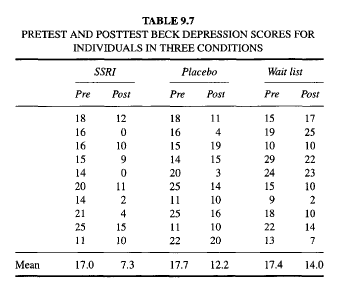 TABLE 9.7
PRETEST AND POSTTEST BECK DEPRESSION SCORES FOR
INDIVIDUALS IN THREE CONDITIONS
SSRI Placebo Wait list
Pre Post Pre Post Pre Post
18 12 18 11 15 17
16 0 16 4 19 25
16 10 15 19 10 10
15 9 14 15 29 22
14 0 20 3 24 23
20 11 25 14 15 10
14 2 11 10 9 2
21 4 25 16 18 10
25 15 11 10 22 14
11 10 22 20 13 7
Mean 17.0 7.3 17.7 12.2 17.4 14.0